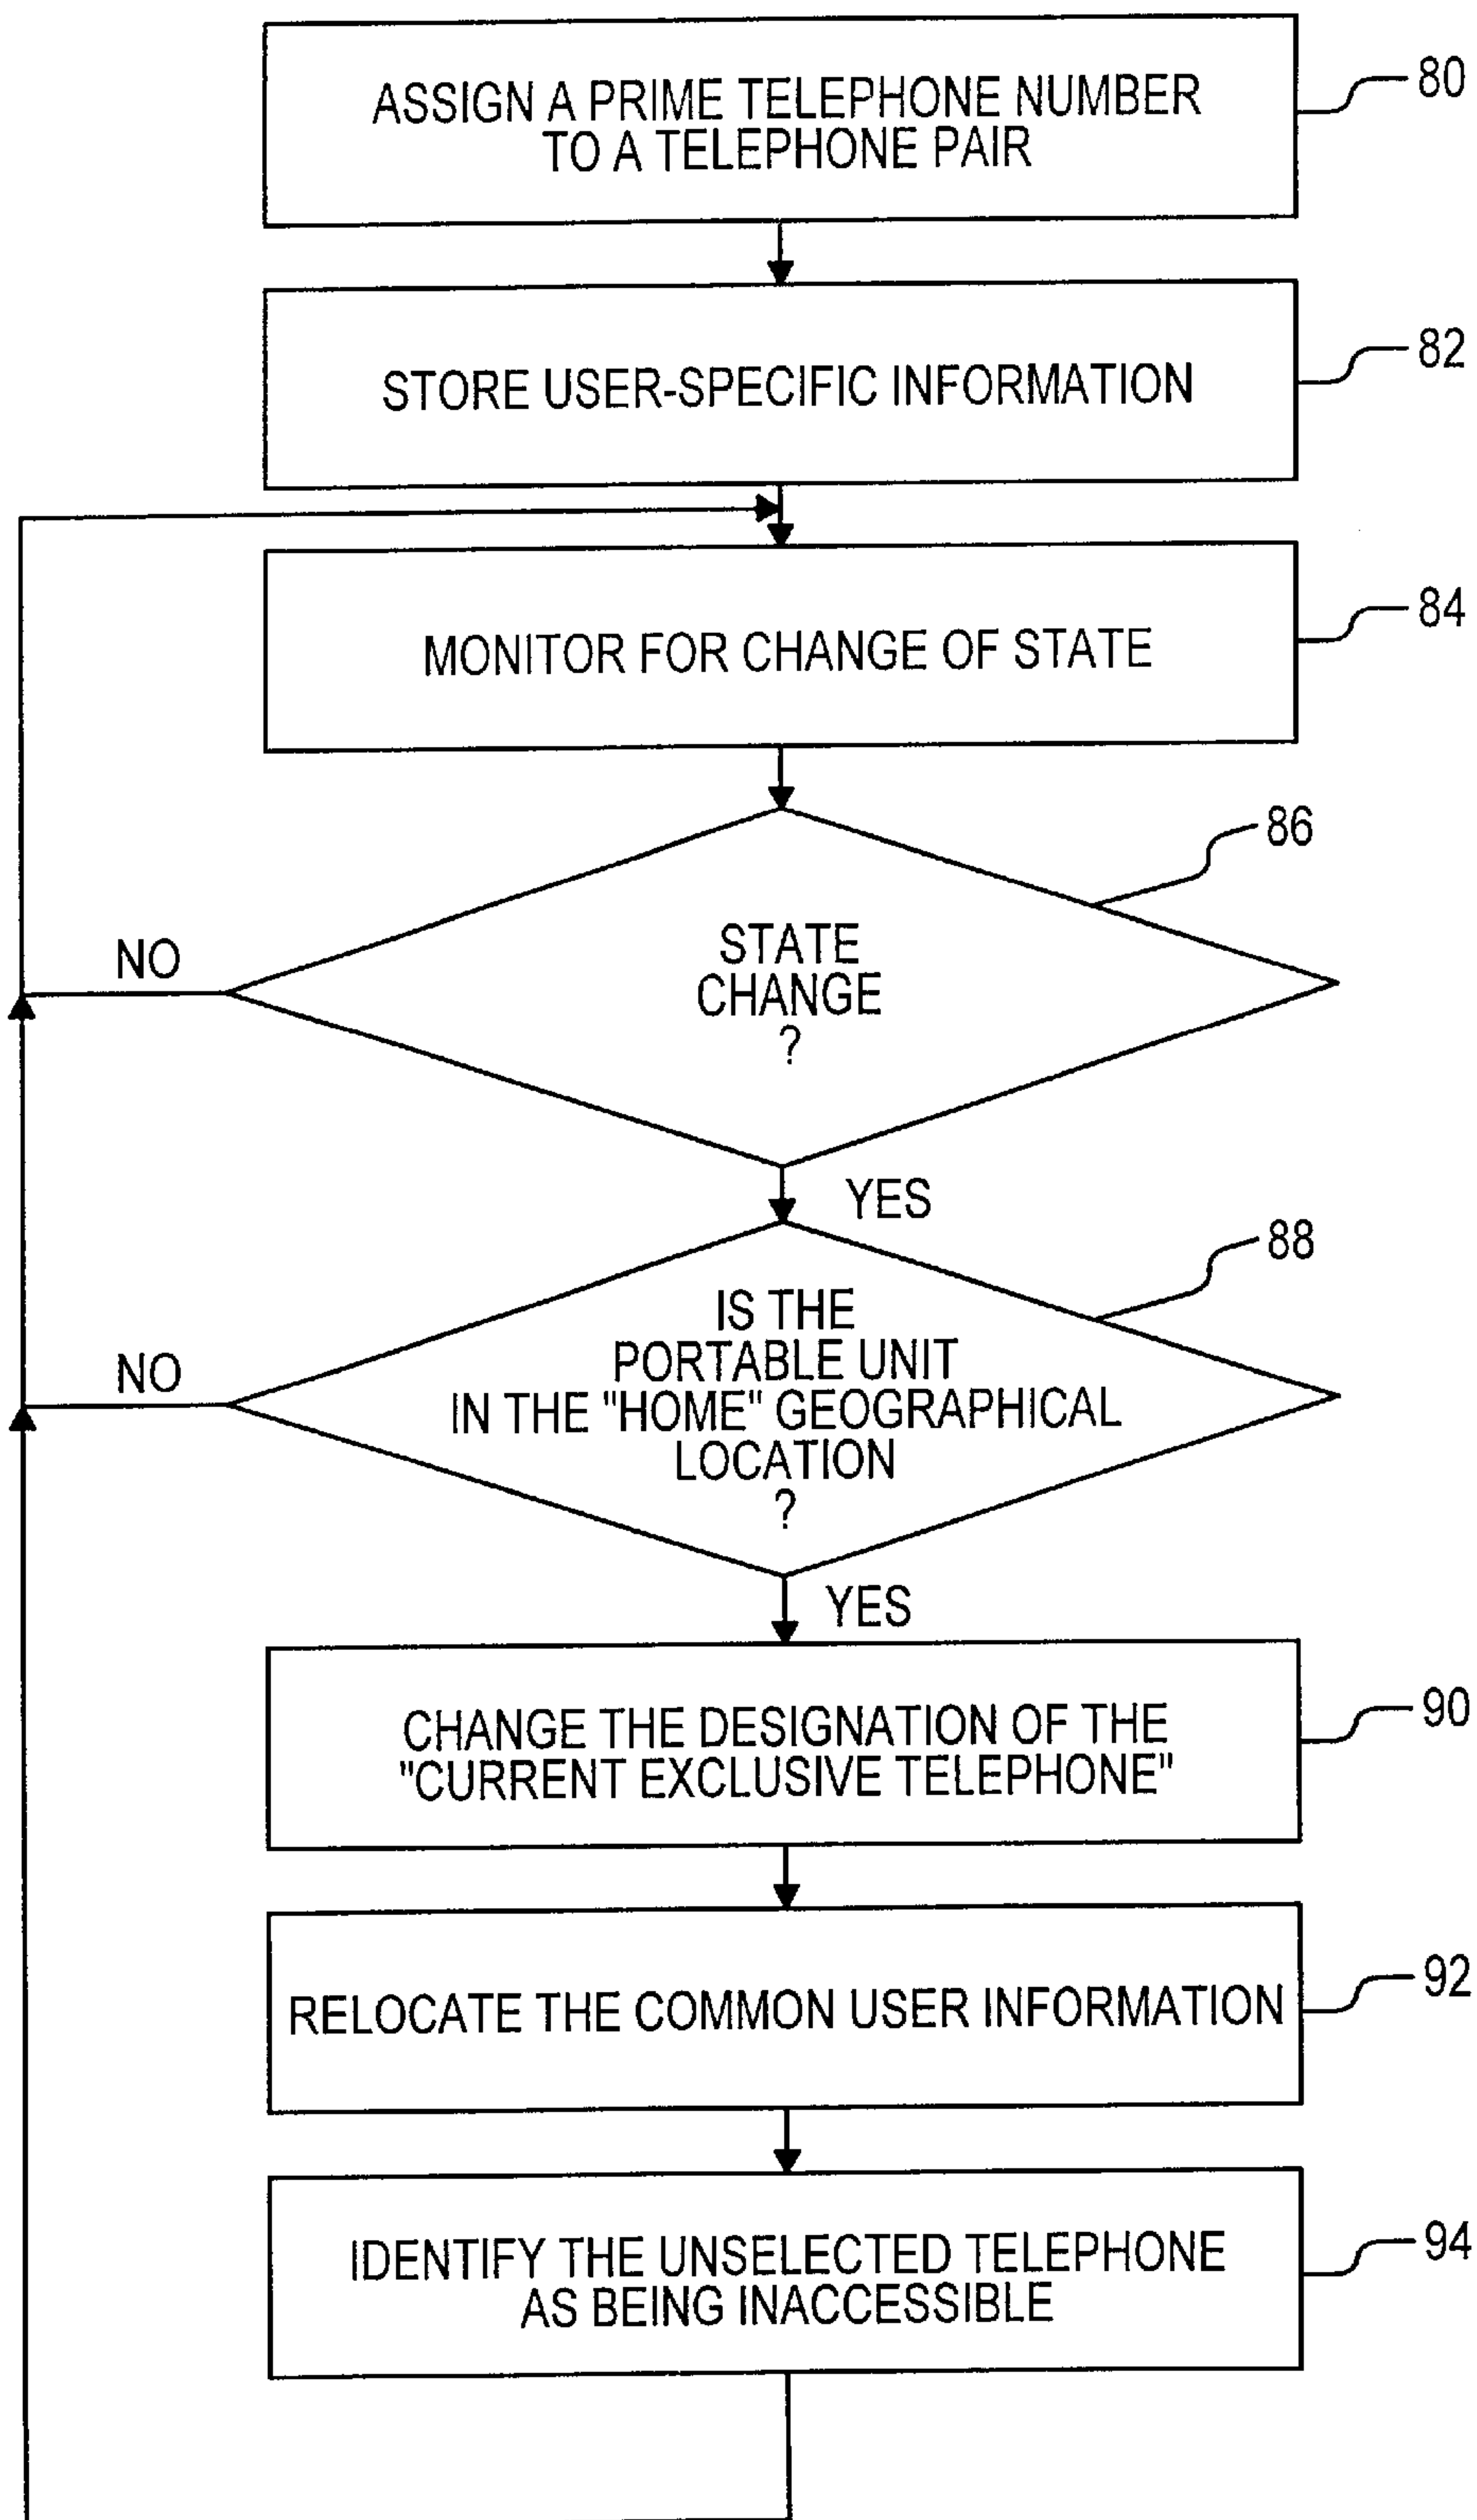 ASSIGN A PRIME TELEPHONE NUMBER
TO A TELEPHONE PAIR
80
STORE USER-SPECIFIC INFORMATION
82
MONITOR FOR CHANGE OF STATE
84
86
STATE
CHANGE
?
NO
YES
88
IS THE
PORTABLE UNIT
IN THE "HOME" GEOGRAPHICAL
LOCATION
?
NO
YES
CHANGE THE DESIGNATION OF THE
"CURRENT EXCLUSIVE TELEPHONE"
90
RELOCATE THE COMMON USER INFORMATION
92
IDENTIFY THE UNSELECTED TELEPHONE
AS BEING INACCESSIBLE
94